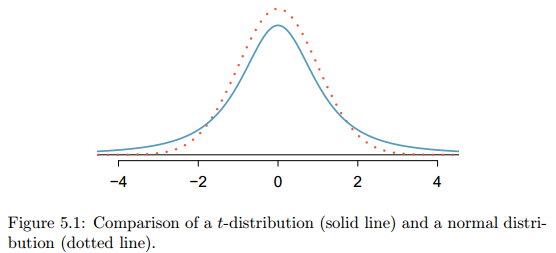 −4 −2 0 2 4
Figure 5.1: Comparison of a t-distribution (solid line) and a normal distri-
bution (dotted line).